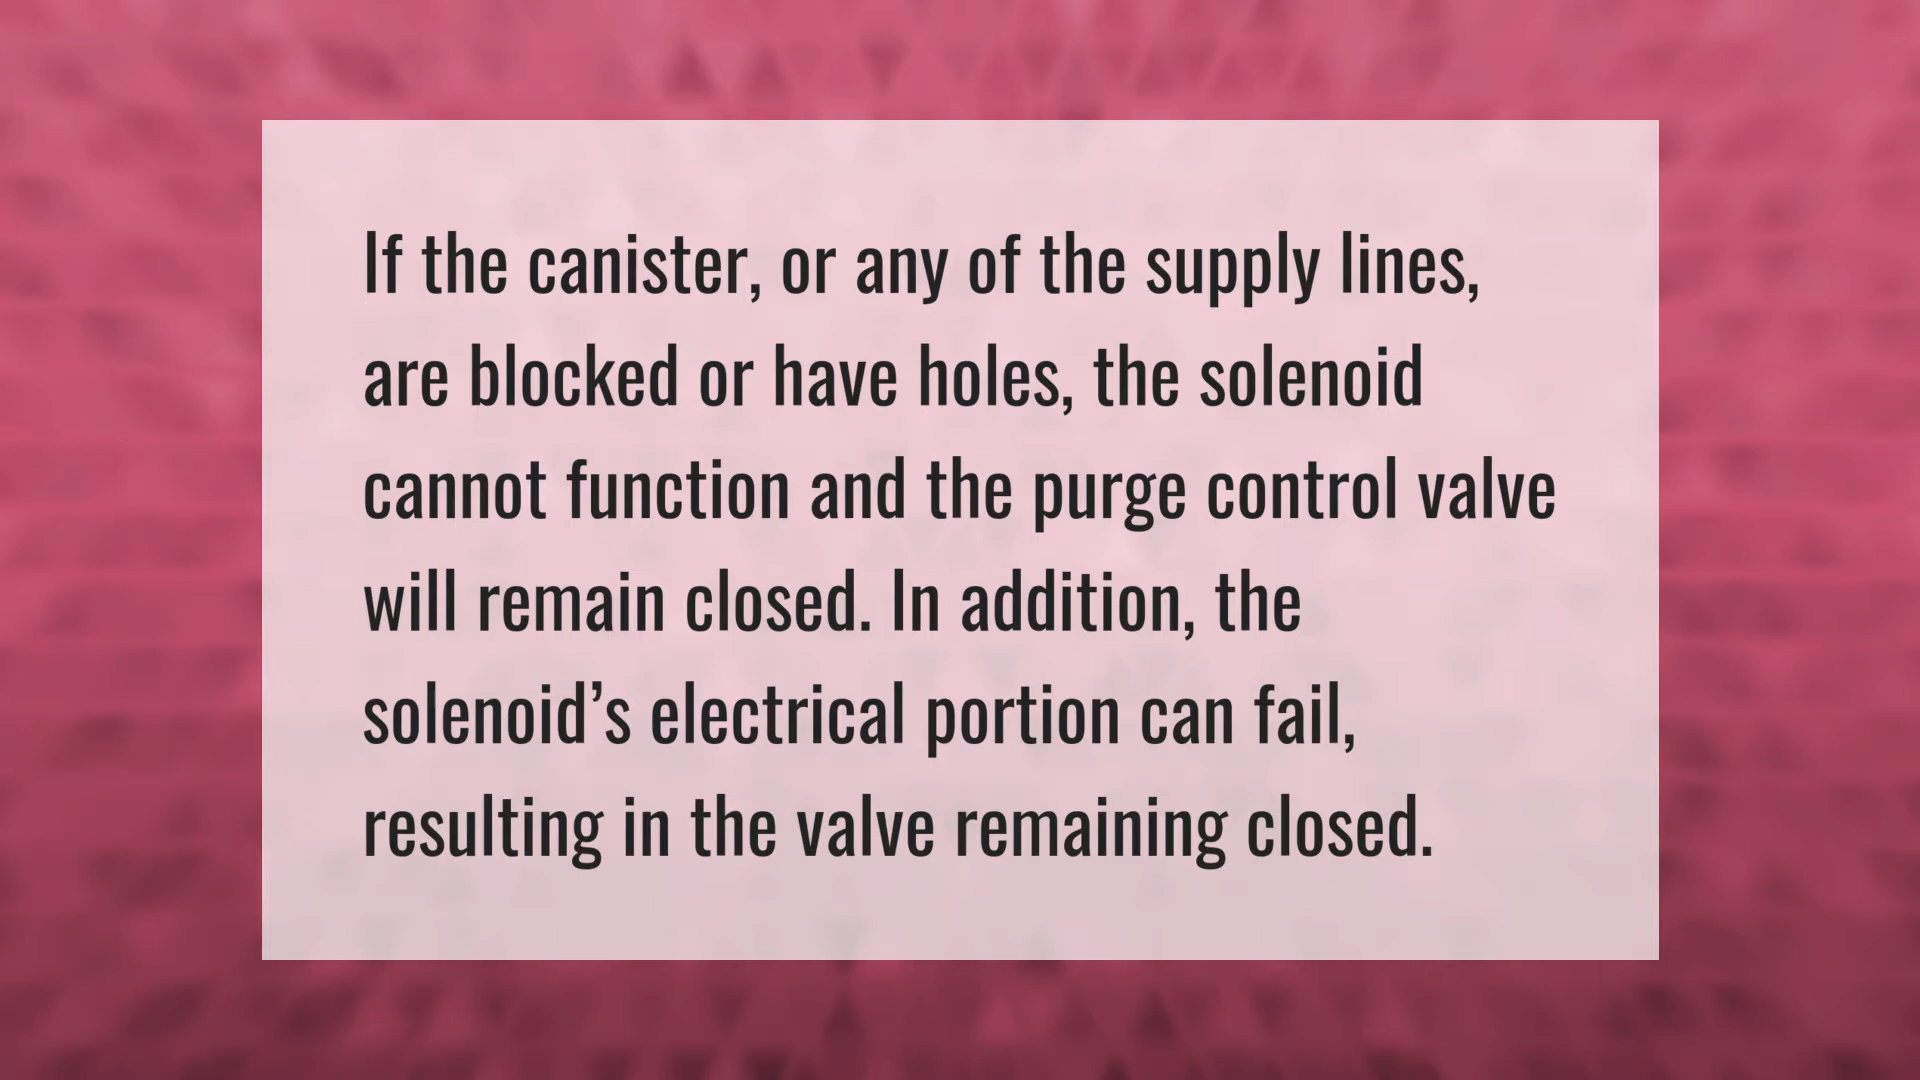 If the canister, or any of the supply lines,
are blocked or have holes, the solenoid
cannot function and the purge control valve
will remain closed. In addition, the
solenoid’s electrical portion can fail,
resulting in the valve remaining closed.